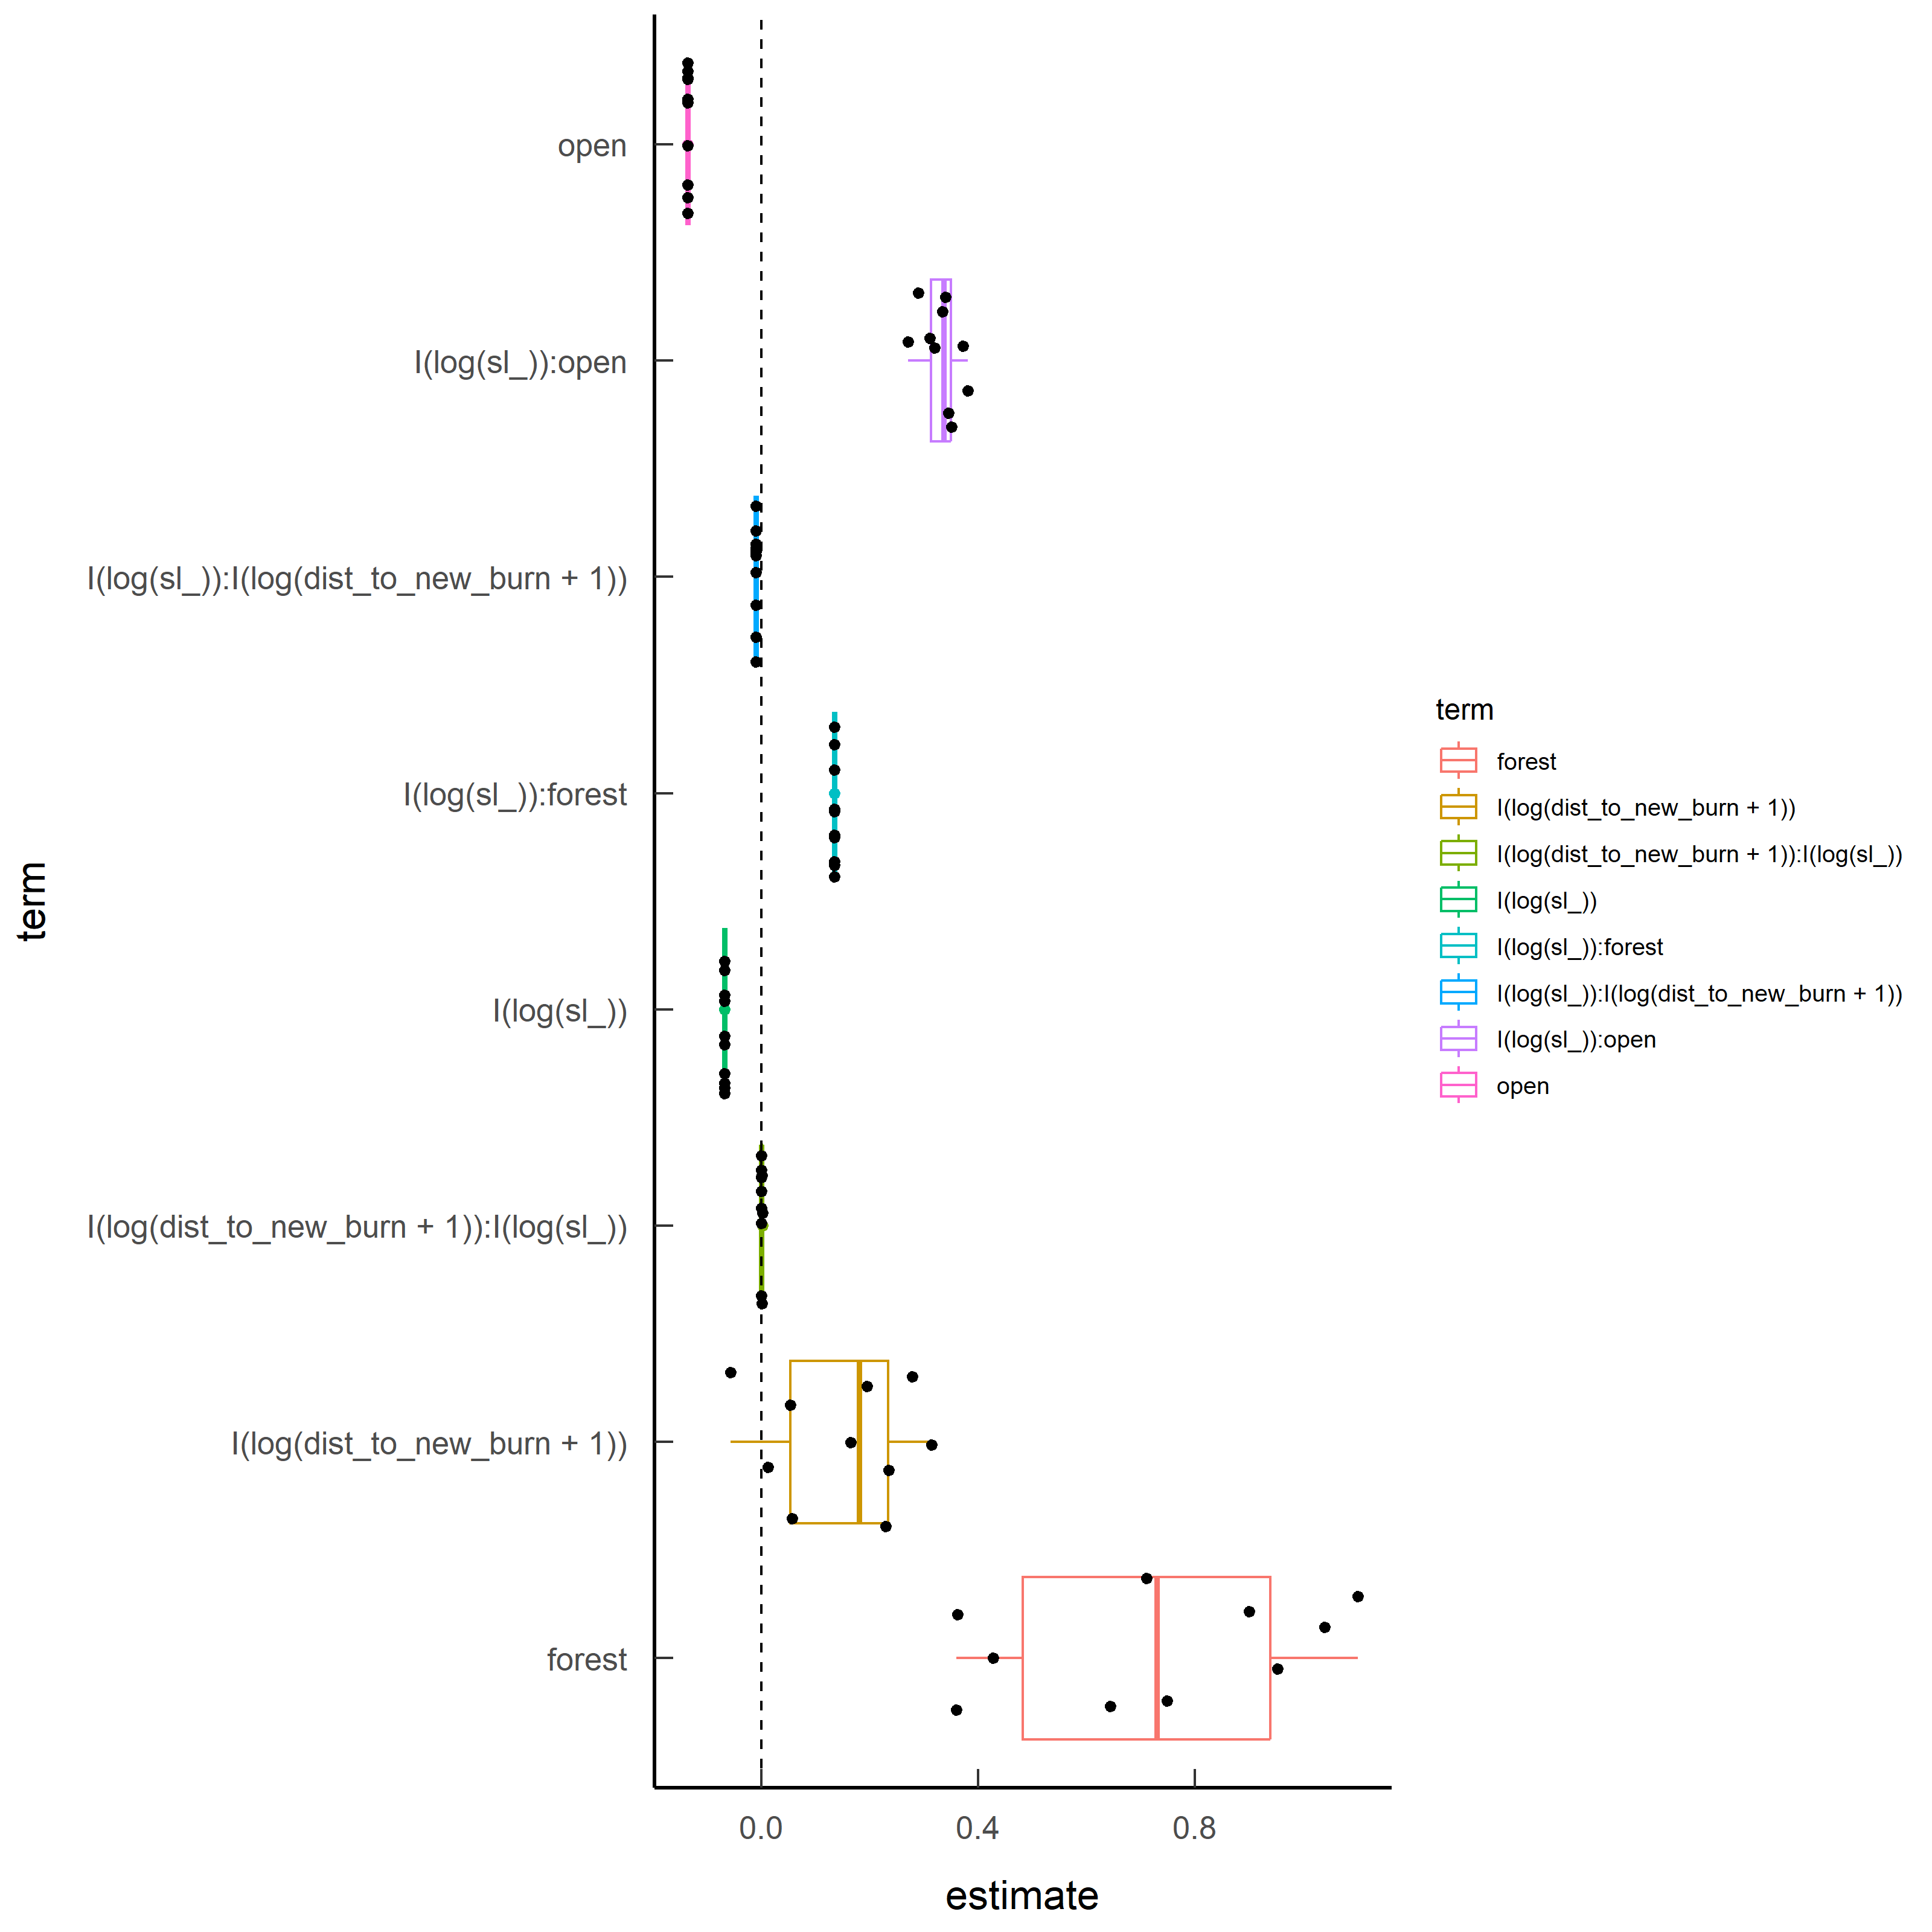 open
I(log(sl_)):open
I(log(sl_)):I(log(dist_to_new_burn + 1))
I(log(sl_)):forest
I(log(sl_))
I(log(dist_to_new_burn + 1)):I(log(sl_))
I(log(dist_to_new_burn + 1))
forest
term
0.0
0.4
0.8
estimate
term
forest
I(log(dist_to_new_burn + 1))
I(log(dist_to_new_burn + 1)):I(log(sl_))
I(log(sl_))
I(log(sl_)):forest
I(log(sl_)):I(log(dist_to_new_burn + 1))
I(log(sl_)):open
open